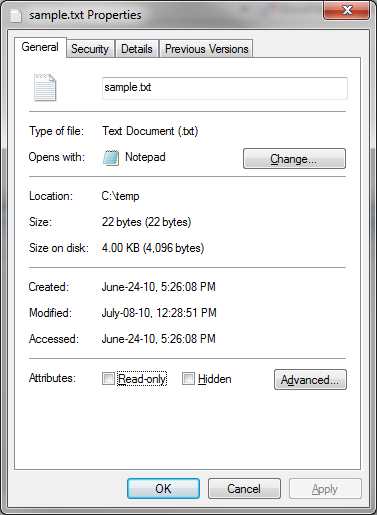 sample.txt Properties
General Security Details Previous Versions
sample.txt
Type of file: Text Document (.txt)
Opens with: Notepad Change...
Location: C:\temp
Size: 22 bytes (22 bytes)
Size on disk: 4.00 KB (4,096 bytes)
Created: June-24-10, 5:26:08 PM
Modified: July-08-10, 12:28:51 PM
Accessed: June-24-10, 5:26:08 PM
Attributes: Read-only Hidden Advanced...
OK Cancel Apply